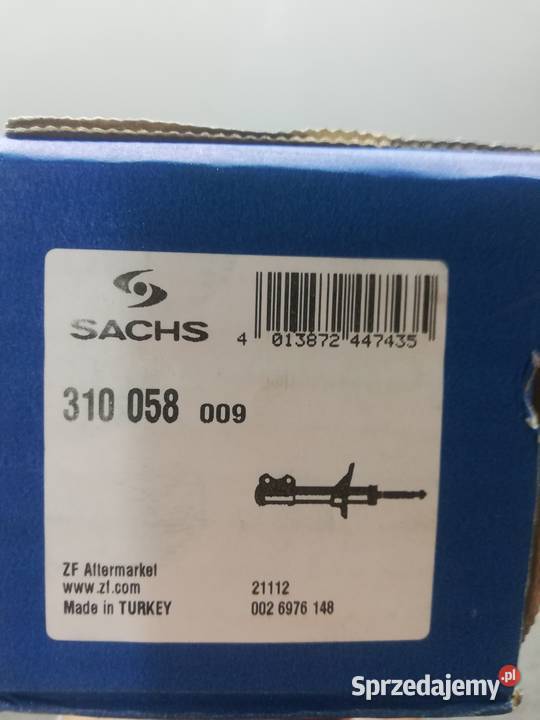 SACHS
4 013872 447435
310 058 009
ZF Aftermarket
www.zf.com
Made in TURKEY
21112
002 6976 148
Sprzedajemy.pl